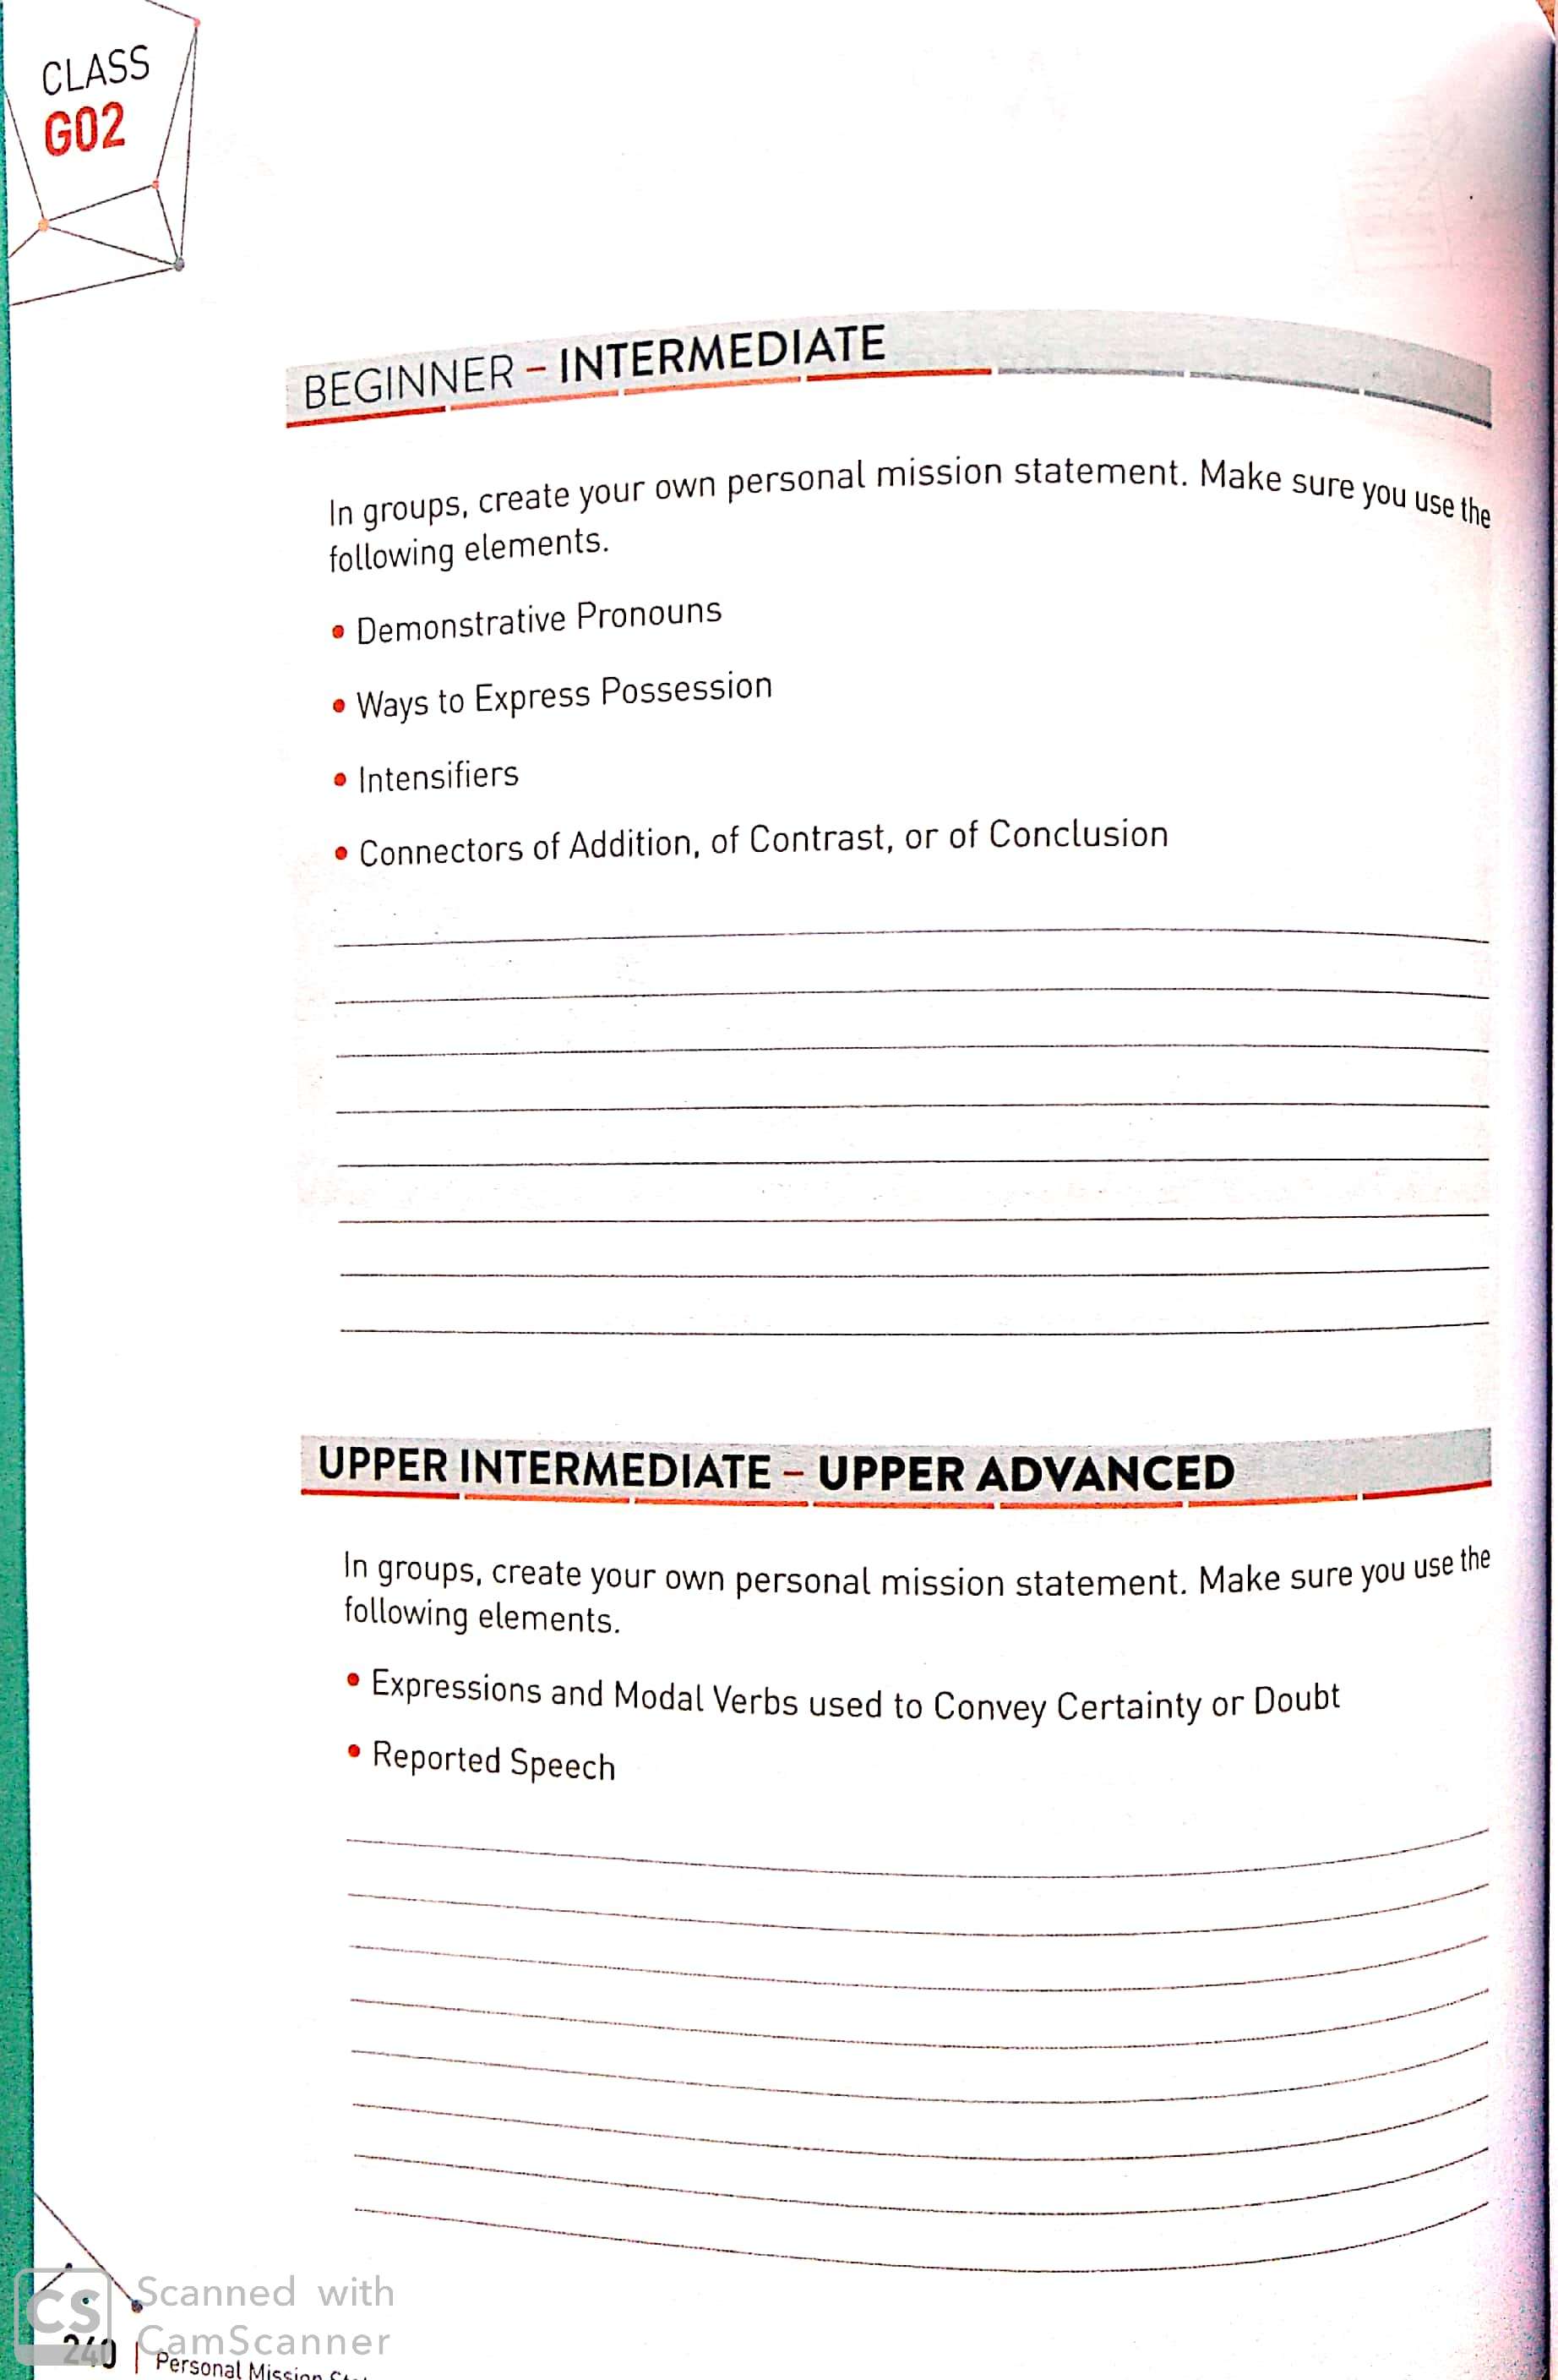 CLASS
G02
BEGINNER – INTERMEDIATE
In groups, create your own personal mission statement. Make sure you use the
following elements.
• Demonstrative Pronouns
• Ways to Express Possession
• Intensifiers
• Connectors of Addition, of Contrast, or of Conclusion
UPPER INTERMEDIATE – UPPER ADVANCED
In groups, create your own personal mission statement. Make sure you use the
following elements.
• Expressions and Modal Verbs used to Convey Certainty or Doubt
• Reported Speech
CS Scanned with
CamScanner
240 | Personal Mission